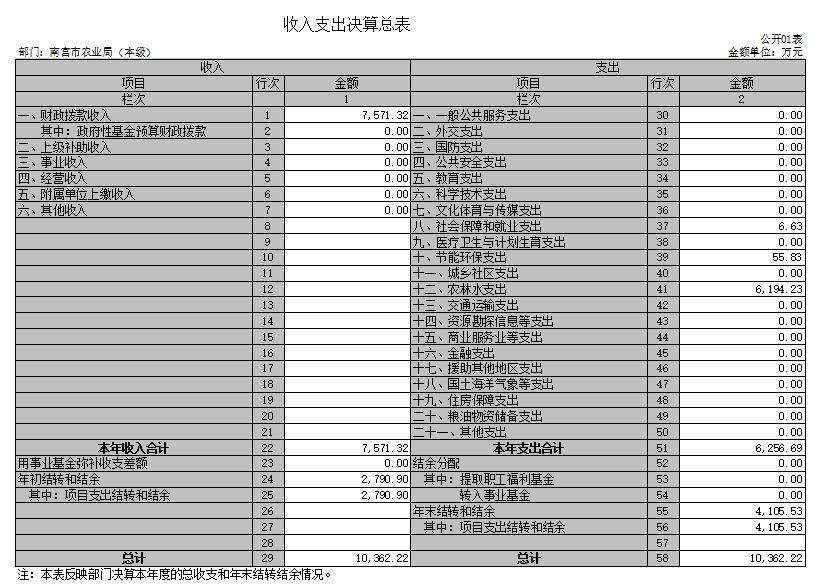 收入支出决算总表
公开01表
部门：南宫市农业局（本级） 金额单位：万元
收入 支出
项目 行次 金额 项目 行次 金额
栏次 1 栏次 2
一、财政拨款收入 1 7,571.32 一、一般公共服务支出 30 0.00
其中：政府性基金预算财政拨款 2 0.00 二、外交支出 31 0.00
二、上级补助收入 3 0.00 三、国防支出 32 0.00
三、事业收入 4 0.00 四、公共安全支出 33 0.00
四、经营收入 5 0.00 五、教育支出 34 0.00
五、附属单位上缴收入 6 0.00 六、科学技术支出 35 0.00
六、其他收入 7 0.00 七、文化体育与传媒支出 36 0.00
8 八、社会保障和就业支出 37 6.63
9 九、医疗卫生与计划生育支出 38 0.00
10 十、节能环保支出 39 55.83
11 十一、城乡社区支出 40 0.00
12 十二、农林水支出 41 6,194.23
13 十三、交通运输支出 42 0.00
14 十四、资源勘探信息等支出 43 0.00
15 十五、商业服务业等支出 44 0.00
16 十六、金融支出 45 0.00
17 十七、援助其他地区支出 46 0.00
18 十八、国土海洋气象等支出 47 0.00
19 十九、住房保障支出 48 0.00
20 二十、粮油物资储备支出 49 0.00
21 二十一、其他支出 50 0.00
本年收入合计 22 7,571.32 本年支出合计 51 6,256.69
用事业基金弥补收支差额 23 0.00 结余分配 52 0.00
年初结转和结余 24 2,790.90 其中：提取职工福利基金 53 0.00
其中：项目支出结转和结余 25 2,790.90 转入事业基金 54 0.00
26 年末结转和结余 55 4,105.53
27 其中：项目支出结转和结余 56 4,105.53
28 57
总计 29 10,362.22 总计 58 10,362.22
注：本表反映部门决算本年度的总收支和年末结转结余情况。